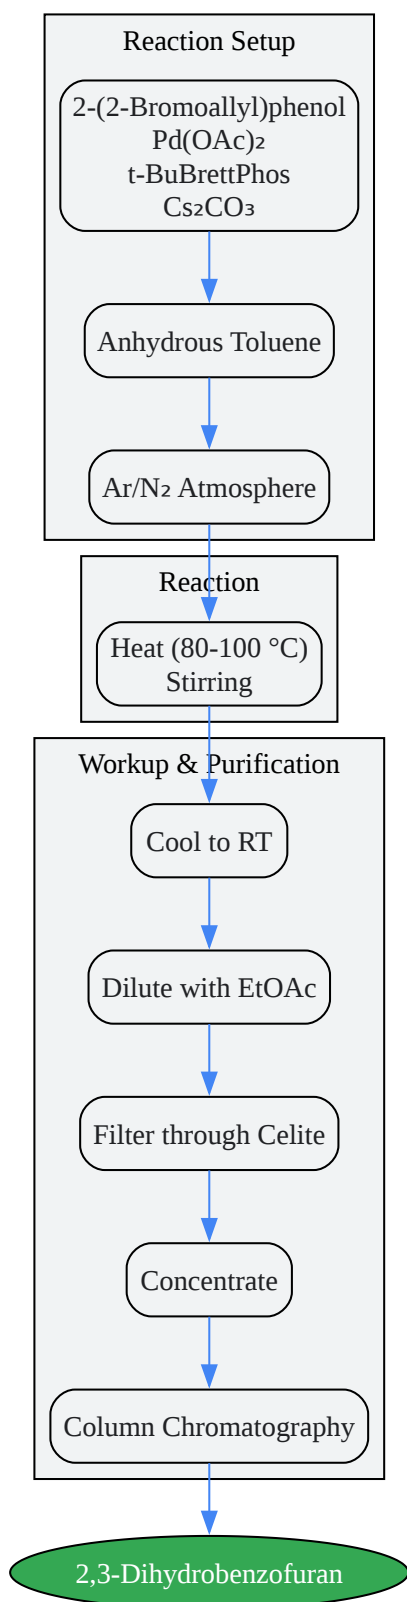 Reaction Setup
2-(2-Bromoallyl)phenol
Pd(OAc)₂
t-BuBrettPhos
Cs₂CO₃
Anhydrous Toluene
Ar/N₂ Atmosphere
Reaction
Heat (80-100 °C)
Stirring
Workup & Purification
Cool to RT
Dilute with EtOAc
Filter through Celite
Concentrate
Column Chromatography
2,3-Dihydrobenzofuran